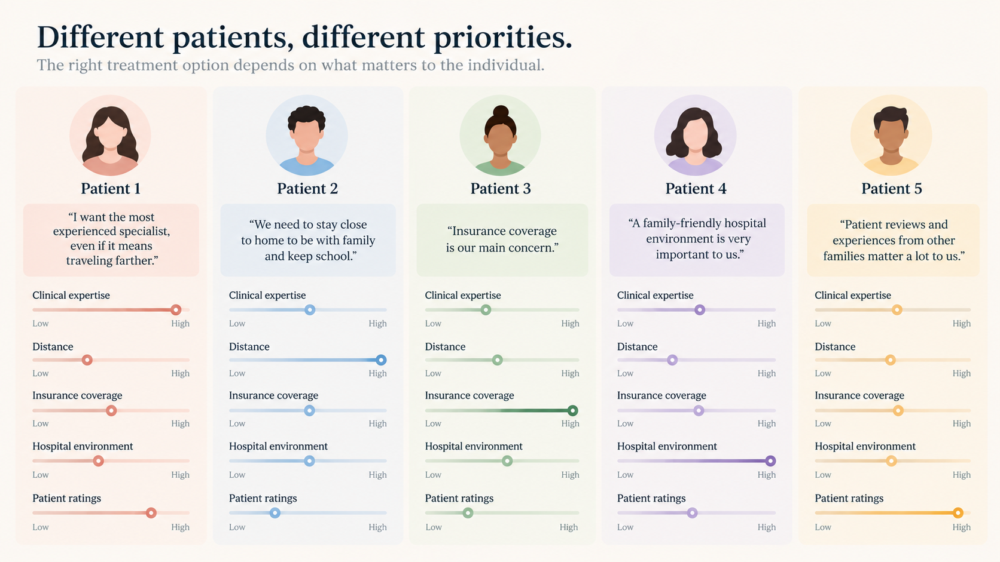 Different patients, different priorities.
The right treatment option depends on what matters to the individual.
Patient 1
“I want the most
experienced specialist,
even if it means
traveling farther.”
Clinical expertise
Low High
Distance
Low High
Insurance coverage
Low High
Hospital environment
Low High
Patient ratings
Low High
Patient 2
“We need to stay close
to home to be with family
and keep school.”
Clinical expertise
Low High
Distance
Low High
Insurance coverage
Low High
Hospital environment
Low High
Patient ratings
Low High
Patient 3
“Insurance coverage
is our main concern.”
Clinical expertise
Low High
Distance
Low High
Insurance coverage
Low High
Hospital environment
Low High
Patient ratings
Low High
Patient 4
“A family-friendly hospital
environment is very
important to us.”
Clinical expertise
Low High
Distance
Low High
Insurance coverage
Low High
Hospital environment
Low High
Patient ratings
Low High
Patient 5
“Patient reviews and
experiences from other
families matter a lot to us.”
Clinical expertise
Low High
Distance
Low High
Insurance coverage
Low High
Hospital environment
Low High
Patient ratings
Low High